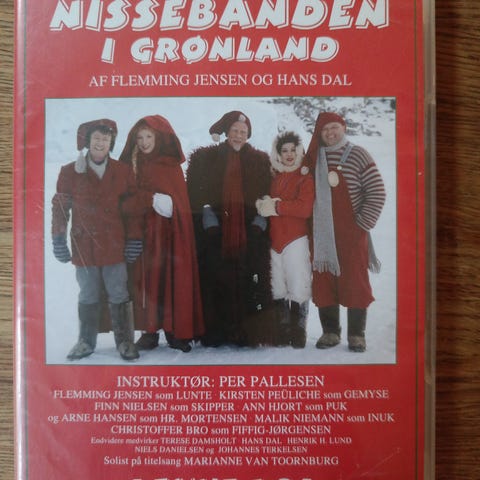 NISSEBANDEN
I GRØNLAND
AF FLEMMING JENSEN OG HANS DAL
INSTRUKTØR: PER PALLESEN
FLEMMING JENSEN som LUNTE · KIRSTEN PEÜLICHE som GEMYSE
FINN NIELSEN som SKIPPER · ANN HJORT som PUK
og ARNE HANSEN som HR. MORTENSEN · MALIK NIEMANN som INUK
CHRISTOFFER BRO som FIFFIG-JØRGENSEN
Endvidere medvirker TERESE DAMSHOLT HANS DAL HENRIK H. LUND
NIELS DANIELSEN og JOHANNES TERKELSEN
Solist på titelsang MARIANNE VAN TOORNBURG